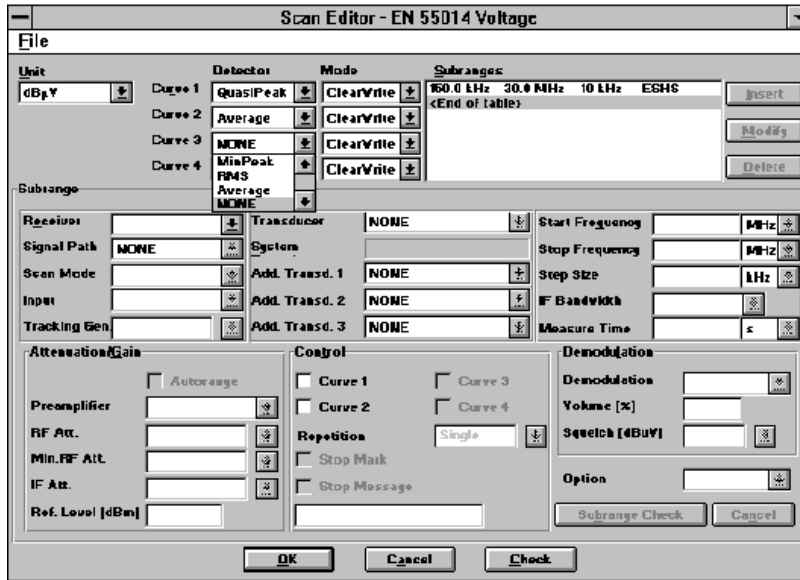 Scan Editor - EN 55014 Voltage
File
Unit
dBµV
Detector
Mode
Curve 1
QuasiPeak
ClearWrite
Curve 2
Average
ClearWrite
Curve 3
NONE
ClearWrite
Curve 4
ClearWrite
MinPeak
RMS
Average
NONE
Subranges
150.0 kHz 30.0 MHz 10 kHz ESHS
<End of table>
Insert
Modify
Delete
Subrange
Receiver
Signal Path
NONE
Scan Mode
Input
Tracking Gen.
Transducer
NONE
System
Add. Transd. 1
NONE
Add. Transd. 2
NONE
Add. Transd. 3
NONE
Start Frequency
MHz
Stop Frequency
MHz
Step Size
kHz
IF Bandwidth
Measure Time
s
Attenuation/Gain
Autorange
Preamplifier
RF Att.
Min.RF Att.
IF Att.
Ref. Level [dBm]
Control
Curve 1
Curve 3
Curve 2
Curve 4
Repetition
Single
Stop Mark
Stop Message
Demodulation
Demodulation
Volume [%]
Squelch [dBuV]
Option
Subrange Check
Cancel
OK
Cancel
Check